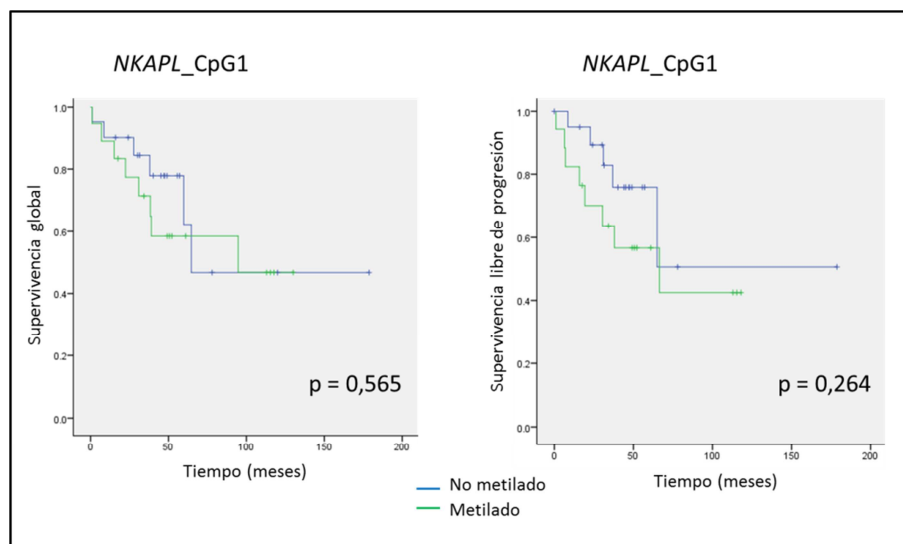 NKAPL_CpG1
Supervivencia global
1.0
0.8
0.6
0.4
0.2
0.0
0
50
100
150
200
p = 0,565
Tiempo (meses)
NKAPL_CpG1
Supervivencia libre de progresión
1.0
0.8
0.6
0.4
0.2
0.0
0
50
100
150
200
p = 0,264
Tiempo (meses)
No metilado
Metilado